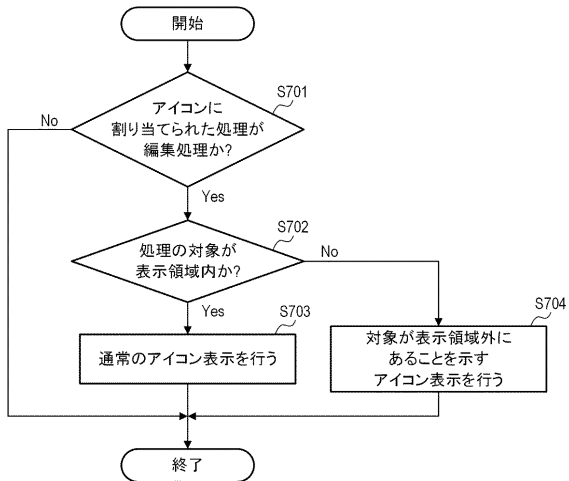 開始
S701
アイコンに
割り当てられた処理が
編集処理か?
No
Yes
S702
処理の対象が
表示領域内か?
No
Yes
S703
通常のアイコン表示を行う
S704
対象が表示領域外に
あることを示す
アイコン表示を行う
終了